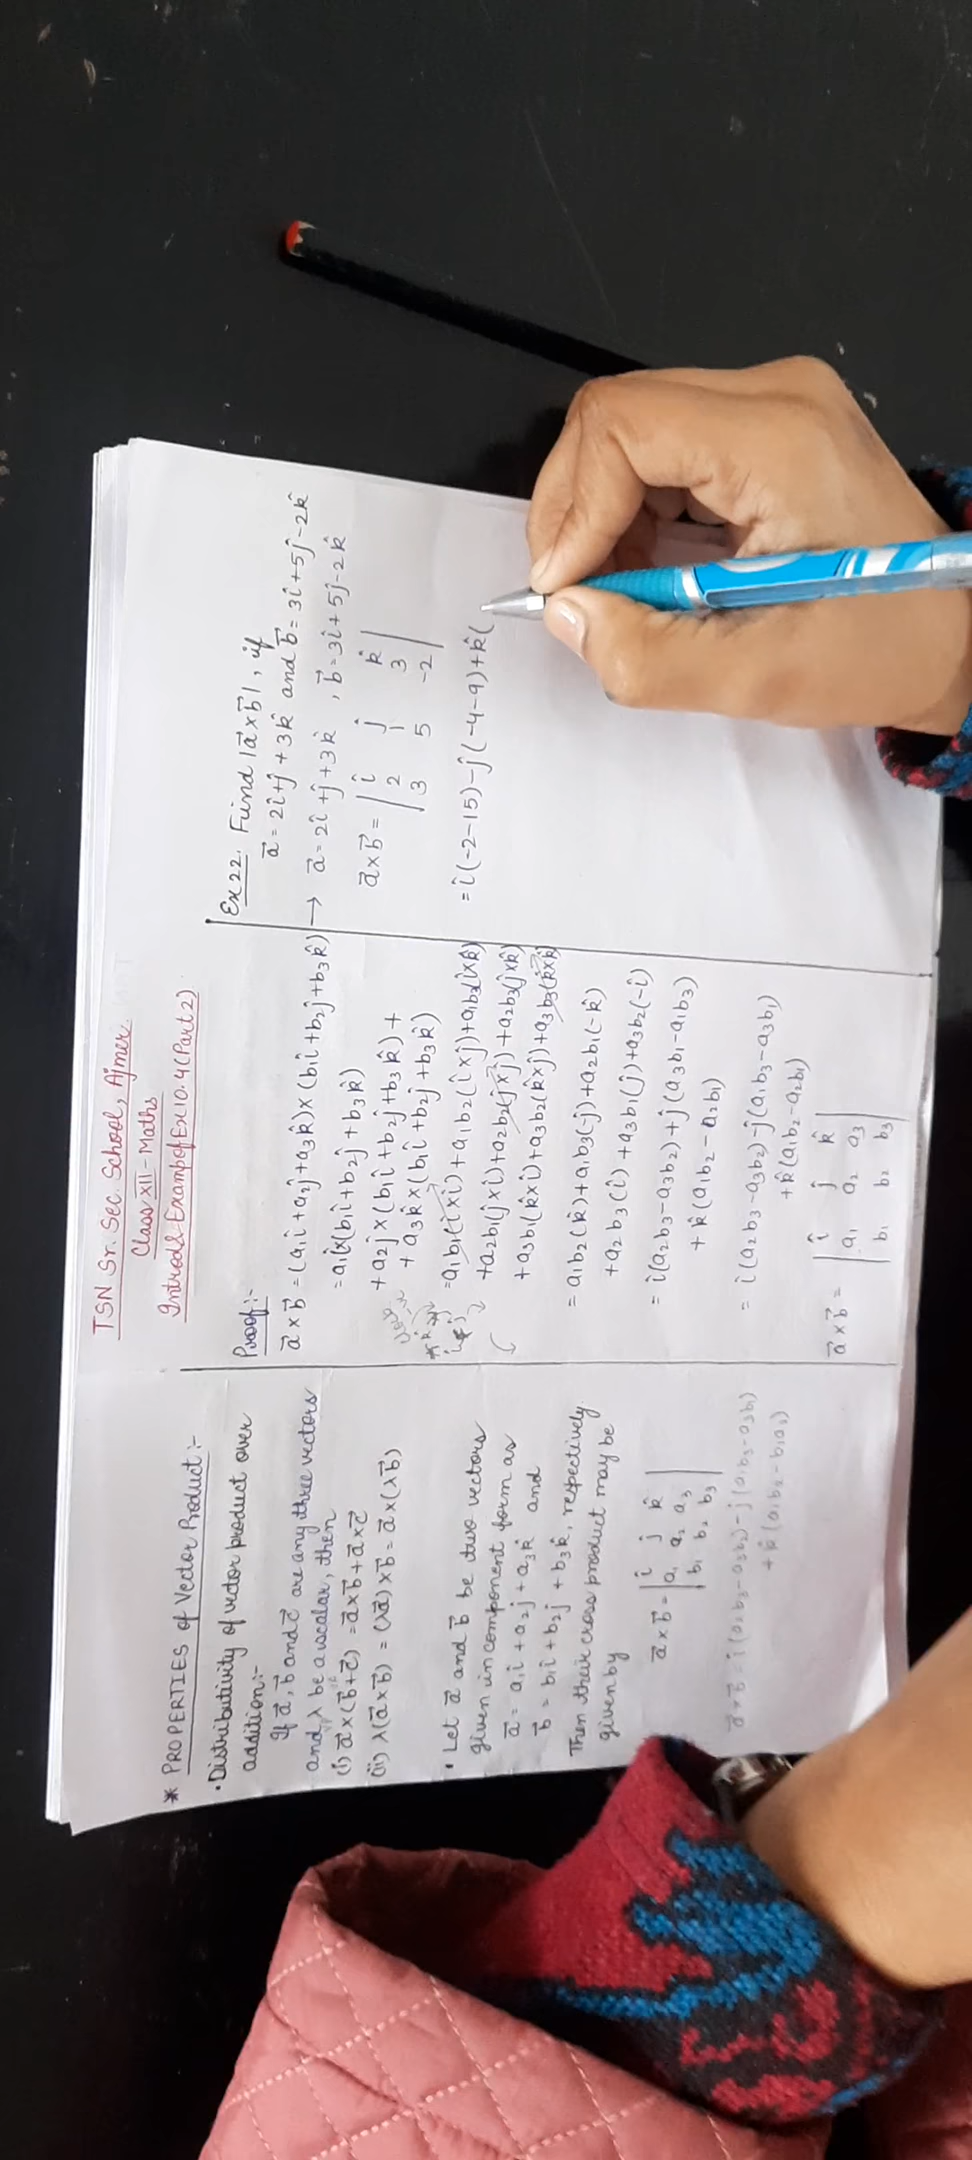 TSN Sr. Sec. School, Ajmer.
Class XII - Maths
Introd & Examp of Ex 10.4 (Part 2)
* PROPERTIES of Vector Product :-
• Distributivity of vector product over
addition:-
If a⃗, b⃗ and c⃗ are any three vectors
and λ be a scalar, then
(i) a⃗×(b⃗+c⃗) = a⃗×b⃗+a⃗×c⃗
(ii) λ(a⃗×b⃗) = (λa⃗)×b⃗ = a⃗×(λb⃗)
• Let a⃗ and b⃗ be two vectors
given in component form as
a⃗ = a₁î + a₂ĵ + a₃k̂ and
b⃗ = b₁î + b₂ĵ + b₃k̂, respectively
Then their cross product may be
given by
a⃗×b⃗ = | î ĵ k̂ |
a₁ a₂ a₃
b₁ b₂ b₃
a⃗×b⃗ = î(a₂b₃-a₃b₂)-ĵ(a₁b₃-a₃b₁)
Proof:-
a⃗×b⃗ = (a₁î+a₂ĵ+a₃k̂)×(b₁î+b₂ĵ+b₃k̂)
= a₁î×(b₁î+b₂ĵ+b₃k̂)
+a₂ĵ×(b₁î+b₂ĵ+b₃k̂)+
+a₃k̂×(b₁î+b₂ĵ+b₃k̂)
=a₁b₁(î×î)+a₁b₂(î×ĵ)+a₁b₃(î×k̂)
+a₂b₁(ĵ×î)+a₂b₂(ĵ×ĵ)+a₂b₃(ĵ×k̂)
+a₃b₁(k̂×î)+a₃b₂(k̂×ĵ)+a₃b₃(k̂×k̂)
=a₁b₂(k̂)+a₁b₃(-ĵ)+a₂b₁(-k̂)
+a₂b₃(î)+a₃b₁(ĵ)+a₃b₂(-î)
= î(a₂b₃-a₃b₂)+ĵ(a₃b₁-a₁b₃)
+ k̂(a₁b₂-a₂b₁)
= î(a₂b₃-a₃b₂)-ĵ(a₁b₃-a₃b₁)
+k̂(a₁b₂-a₂b₁)
a⃗×b⃗ = | î ĵ k̂ |
a₁ a₂ a₃
b₁ b₂ b₃
Ex 22. Find |a⃗×b⃗|, if
a⃗=2î+ĵ+3k̂ and b⃗=3î+5ĵ-2k̂
→ a⃗=2î+ĵ+3k̂, b⃗=3î+5ĵ-2k̂
a⃗×b⃗ = | î ĵ k̂ |
2 1 3
3 5 -2
=î(-2-15)-ĵ(-4-9)+k̂(